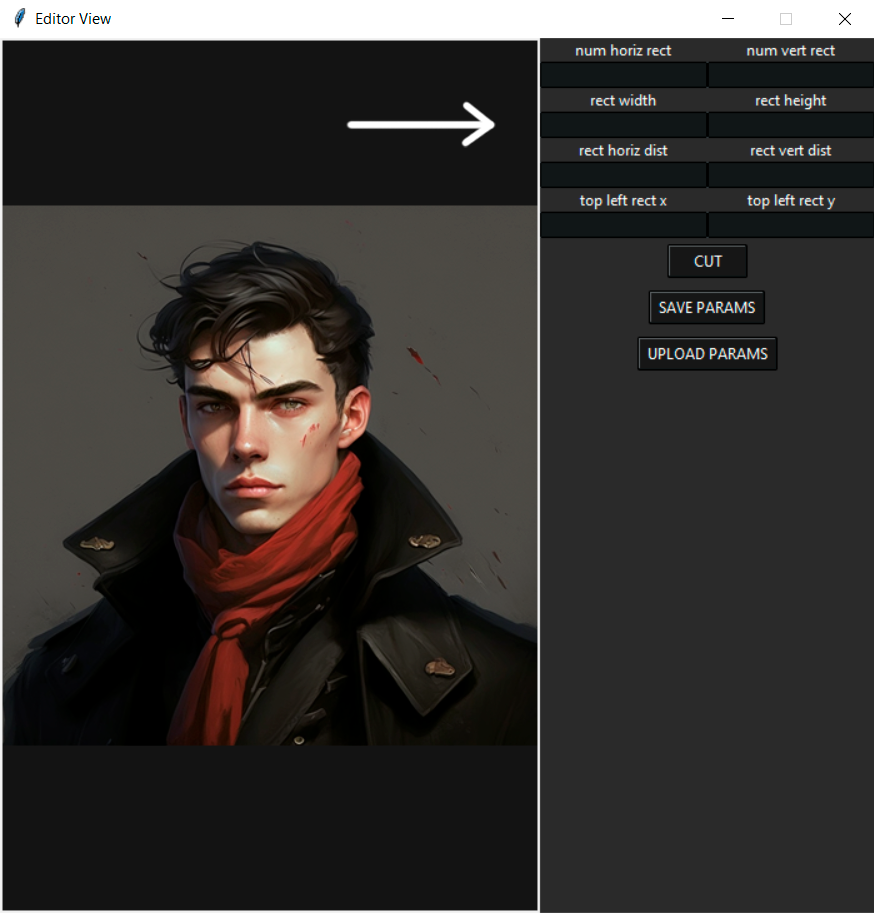 Editor View
num horiz rect num vert rect
rect width rect height
rect horiz dist rect vert dist
top left rect x top left rect y
CUT
SAVE PARAMS
UPLOAD PARAMS